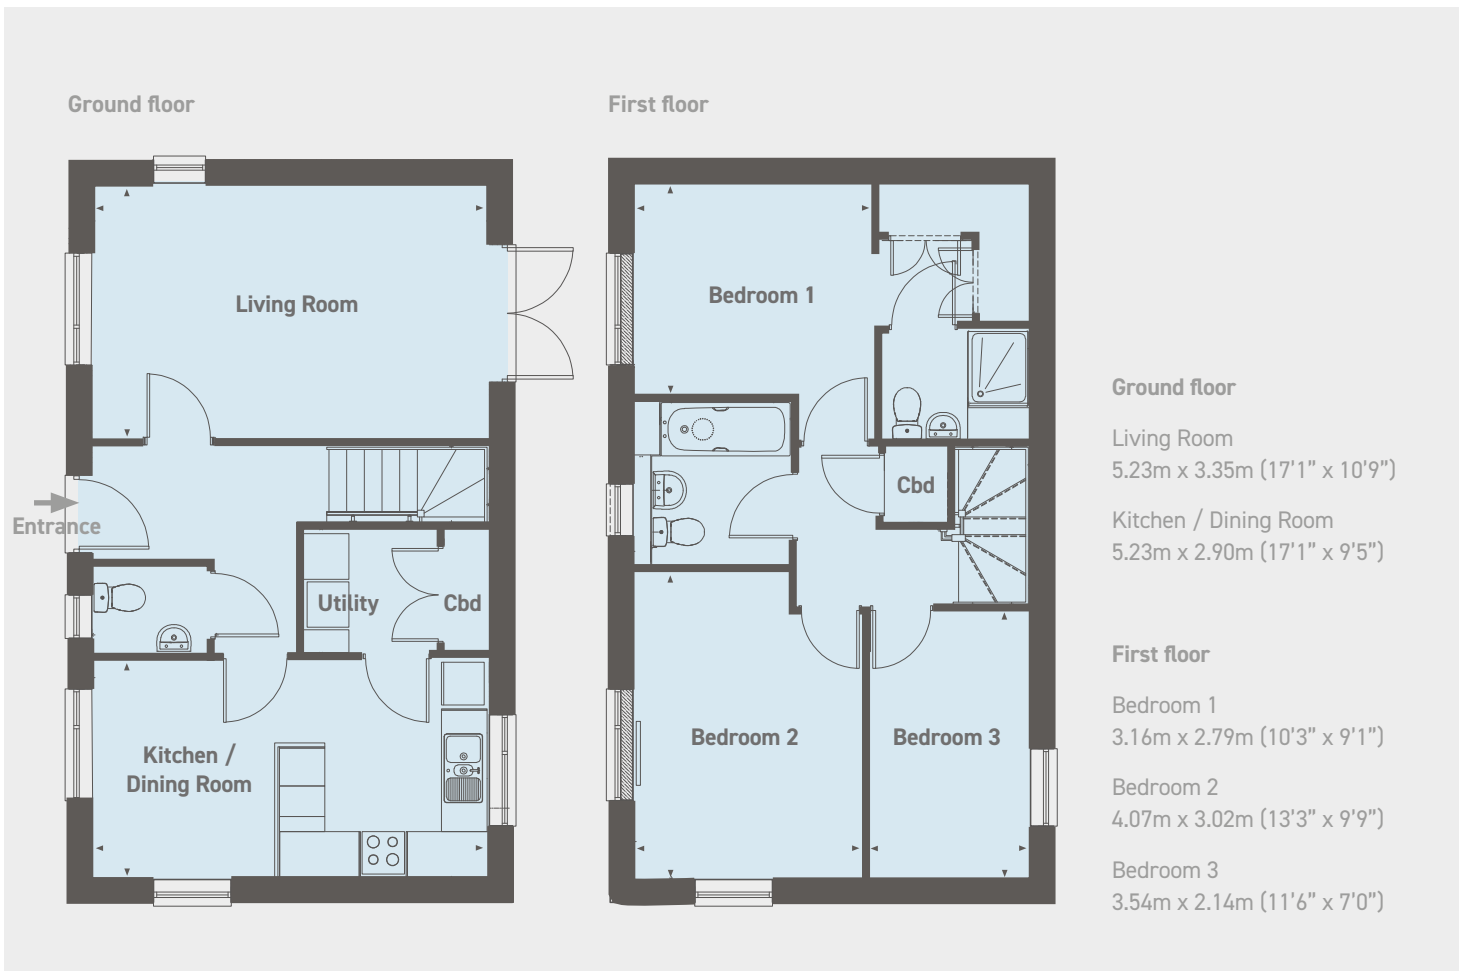 Ground floor
Living Room
Entrance
Utility
Cbd
Kitchen /
Dining Room
First floor
Bedroom 1
Cbd
Bedroom 2
Bedroom 3
Ground floor
Living Room
5.23m x 3.35m (17'1" x 10'9")
Kitchen / Dining Room
5.23m x 2.90m (17'1" x 9'5")
First floor
Bedroom 1
3.16m x 2.79m (10'3" x 9'1")
Bedroom 2
4.07m x 3.02m (13'3" x 9'9")
Bedroom 3
3.54m x 2.14m (11'6" x 7'0")